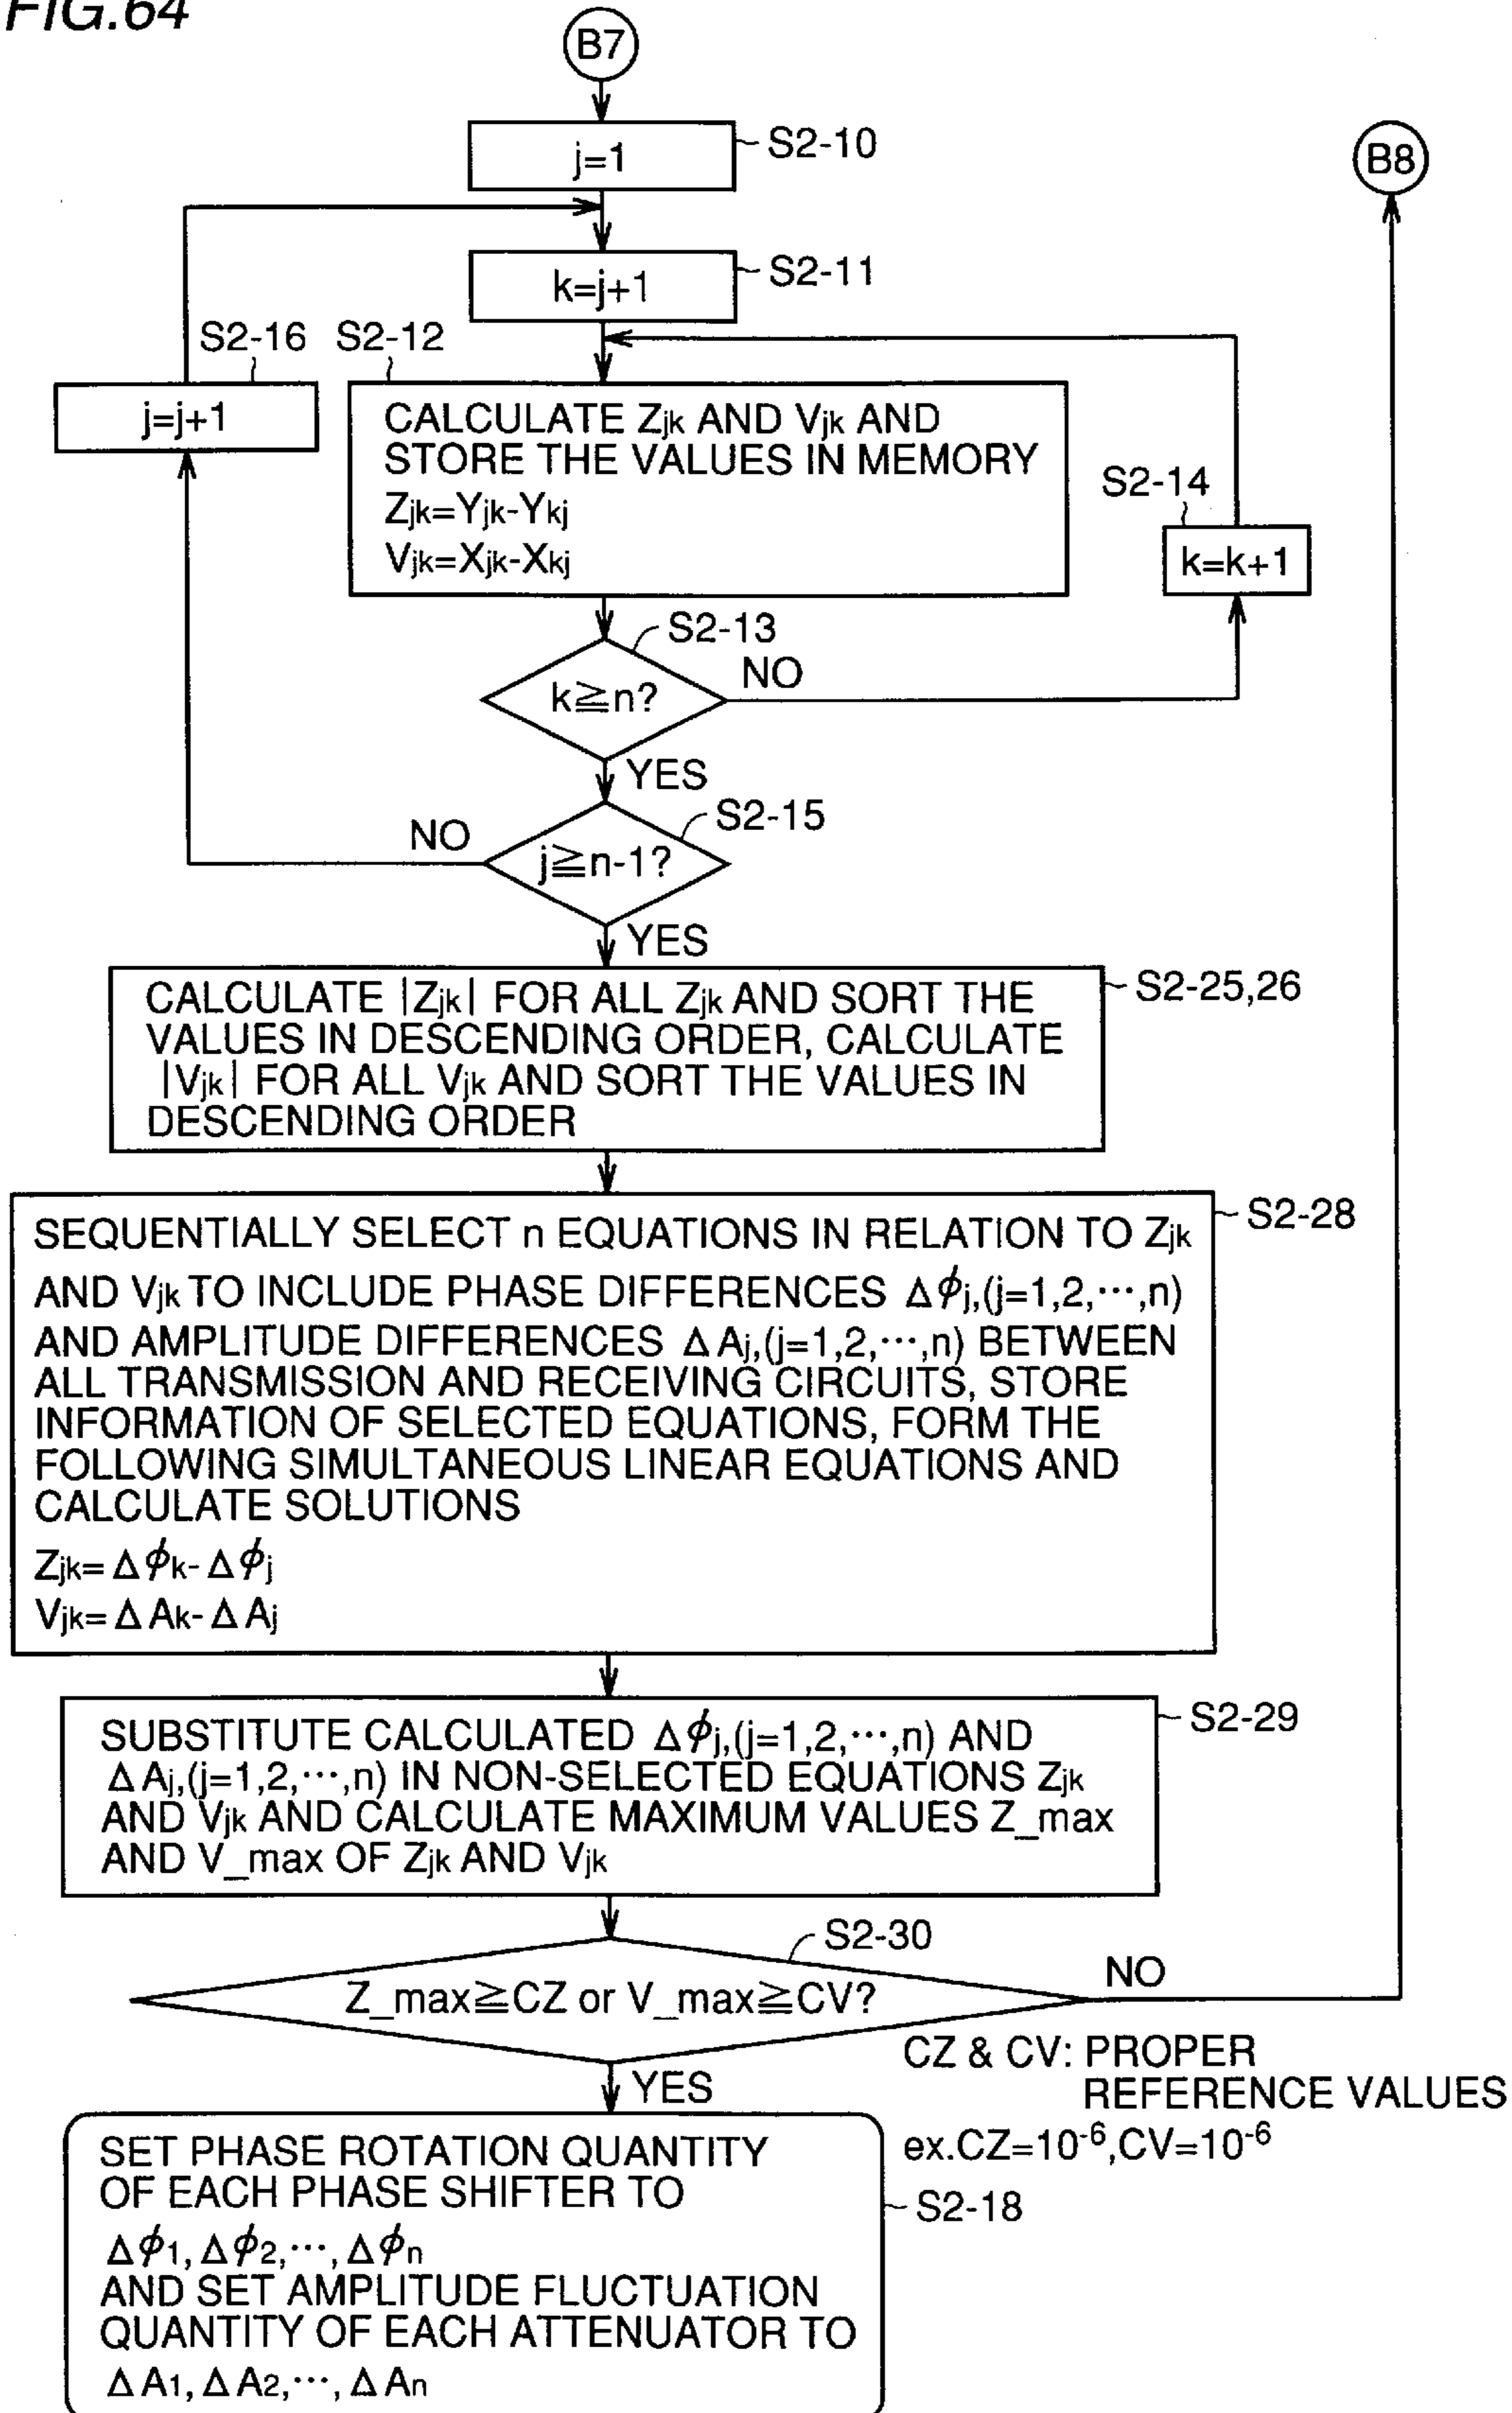 FIG.64
B7
j=1
S2-10
B8
k=j+1
S2-11
S2-16
S2-12
j=j+1
CALCULATE Zjk AND Vjk AND
STORE THE VALUES IN MEMORY
Zjk=Yjk-Ykj
Vjk=Xjk-Xkj
S2-14
k=k+1
S2-13
k≧n?
NO
YES
S2-15
NO
j≧n-1?
YES
CALCULATE |Zjk| FOR ALL Zjk AND SORT THE
VALUES IN DESCENDING ORDER, CALCULATE
|Vjk| FOR ALL Vjk AND SORT THE VALUES IN
DESCENDING ORDER
S2-25,26
SEQUENTIALLY SELECT n EQUATIONS IN RELATION TO Zjk
AND Vjk TO INCLUDE PHASE DIFFERENCES Δϕj,(j=1,2,⋯,n)
AND AMPLITUDE DIFFERENCES ΔAj,(j=1,2,⋯,n) BETWEEN
ALL TRANSMISSION AND RECEIVING CIRCUITS, STORE
INFORMATION OF SELECTED EQUATIONS, FORM THE
FOLLOWING SIMULTANEOUS LINEAR EQUATIONS AND
CALCULATE SOLUTIONS
Zjk=Δϕk-Δϕj
Vjk=ΔAk-ΔAj
S2-28
SUBSTITUTE CALCULATED Δϕj,(j=1,2,⋯,n) AND
ΔAj,(j=1,2,⋯,n) IN NON-SELECTED EQUATIONS Zjk
AND Vjk AND CALCULATE MAXIMUM VALUES Z_max
AND V_max OF Zjk AND Vjk
S2-29
S2-30
Z_max≧CZ or V_max≧CV?
NO
CZ & CV: PROPER
REFERENCE VALUES
ex.CZ=10⁻⁶,CV=10⁻⁶
YES
SET PHASE ROTATION QUANTITY
OF EACH PHASE SHIFTER TO
Δϕ1,Δϕ2,⋯,Δϕn
AND SET AMPLITUDE FLUCTUATION
QUANTITY OF EACH ATTENUATOR TO
ΔA1,ΔA2,⋯,ΔAn
S2-18